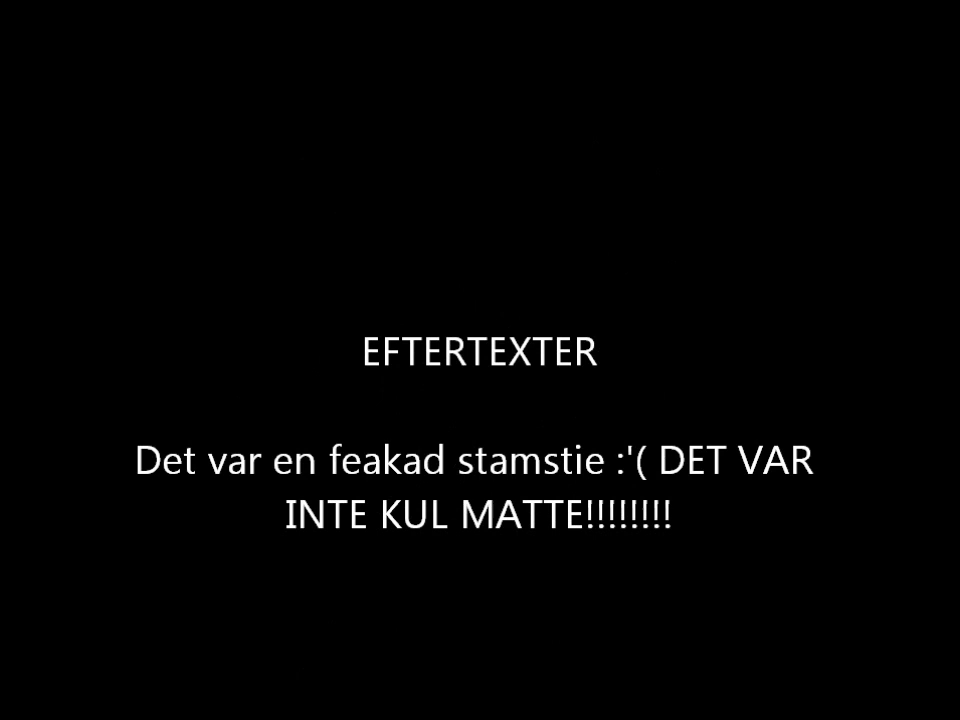 EFTERTEXTER
Det var en feakad stamstie :'( DET VAR
INTE KUL MATTE!!!!!!!!